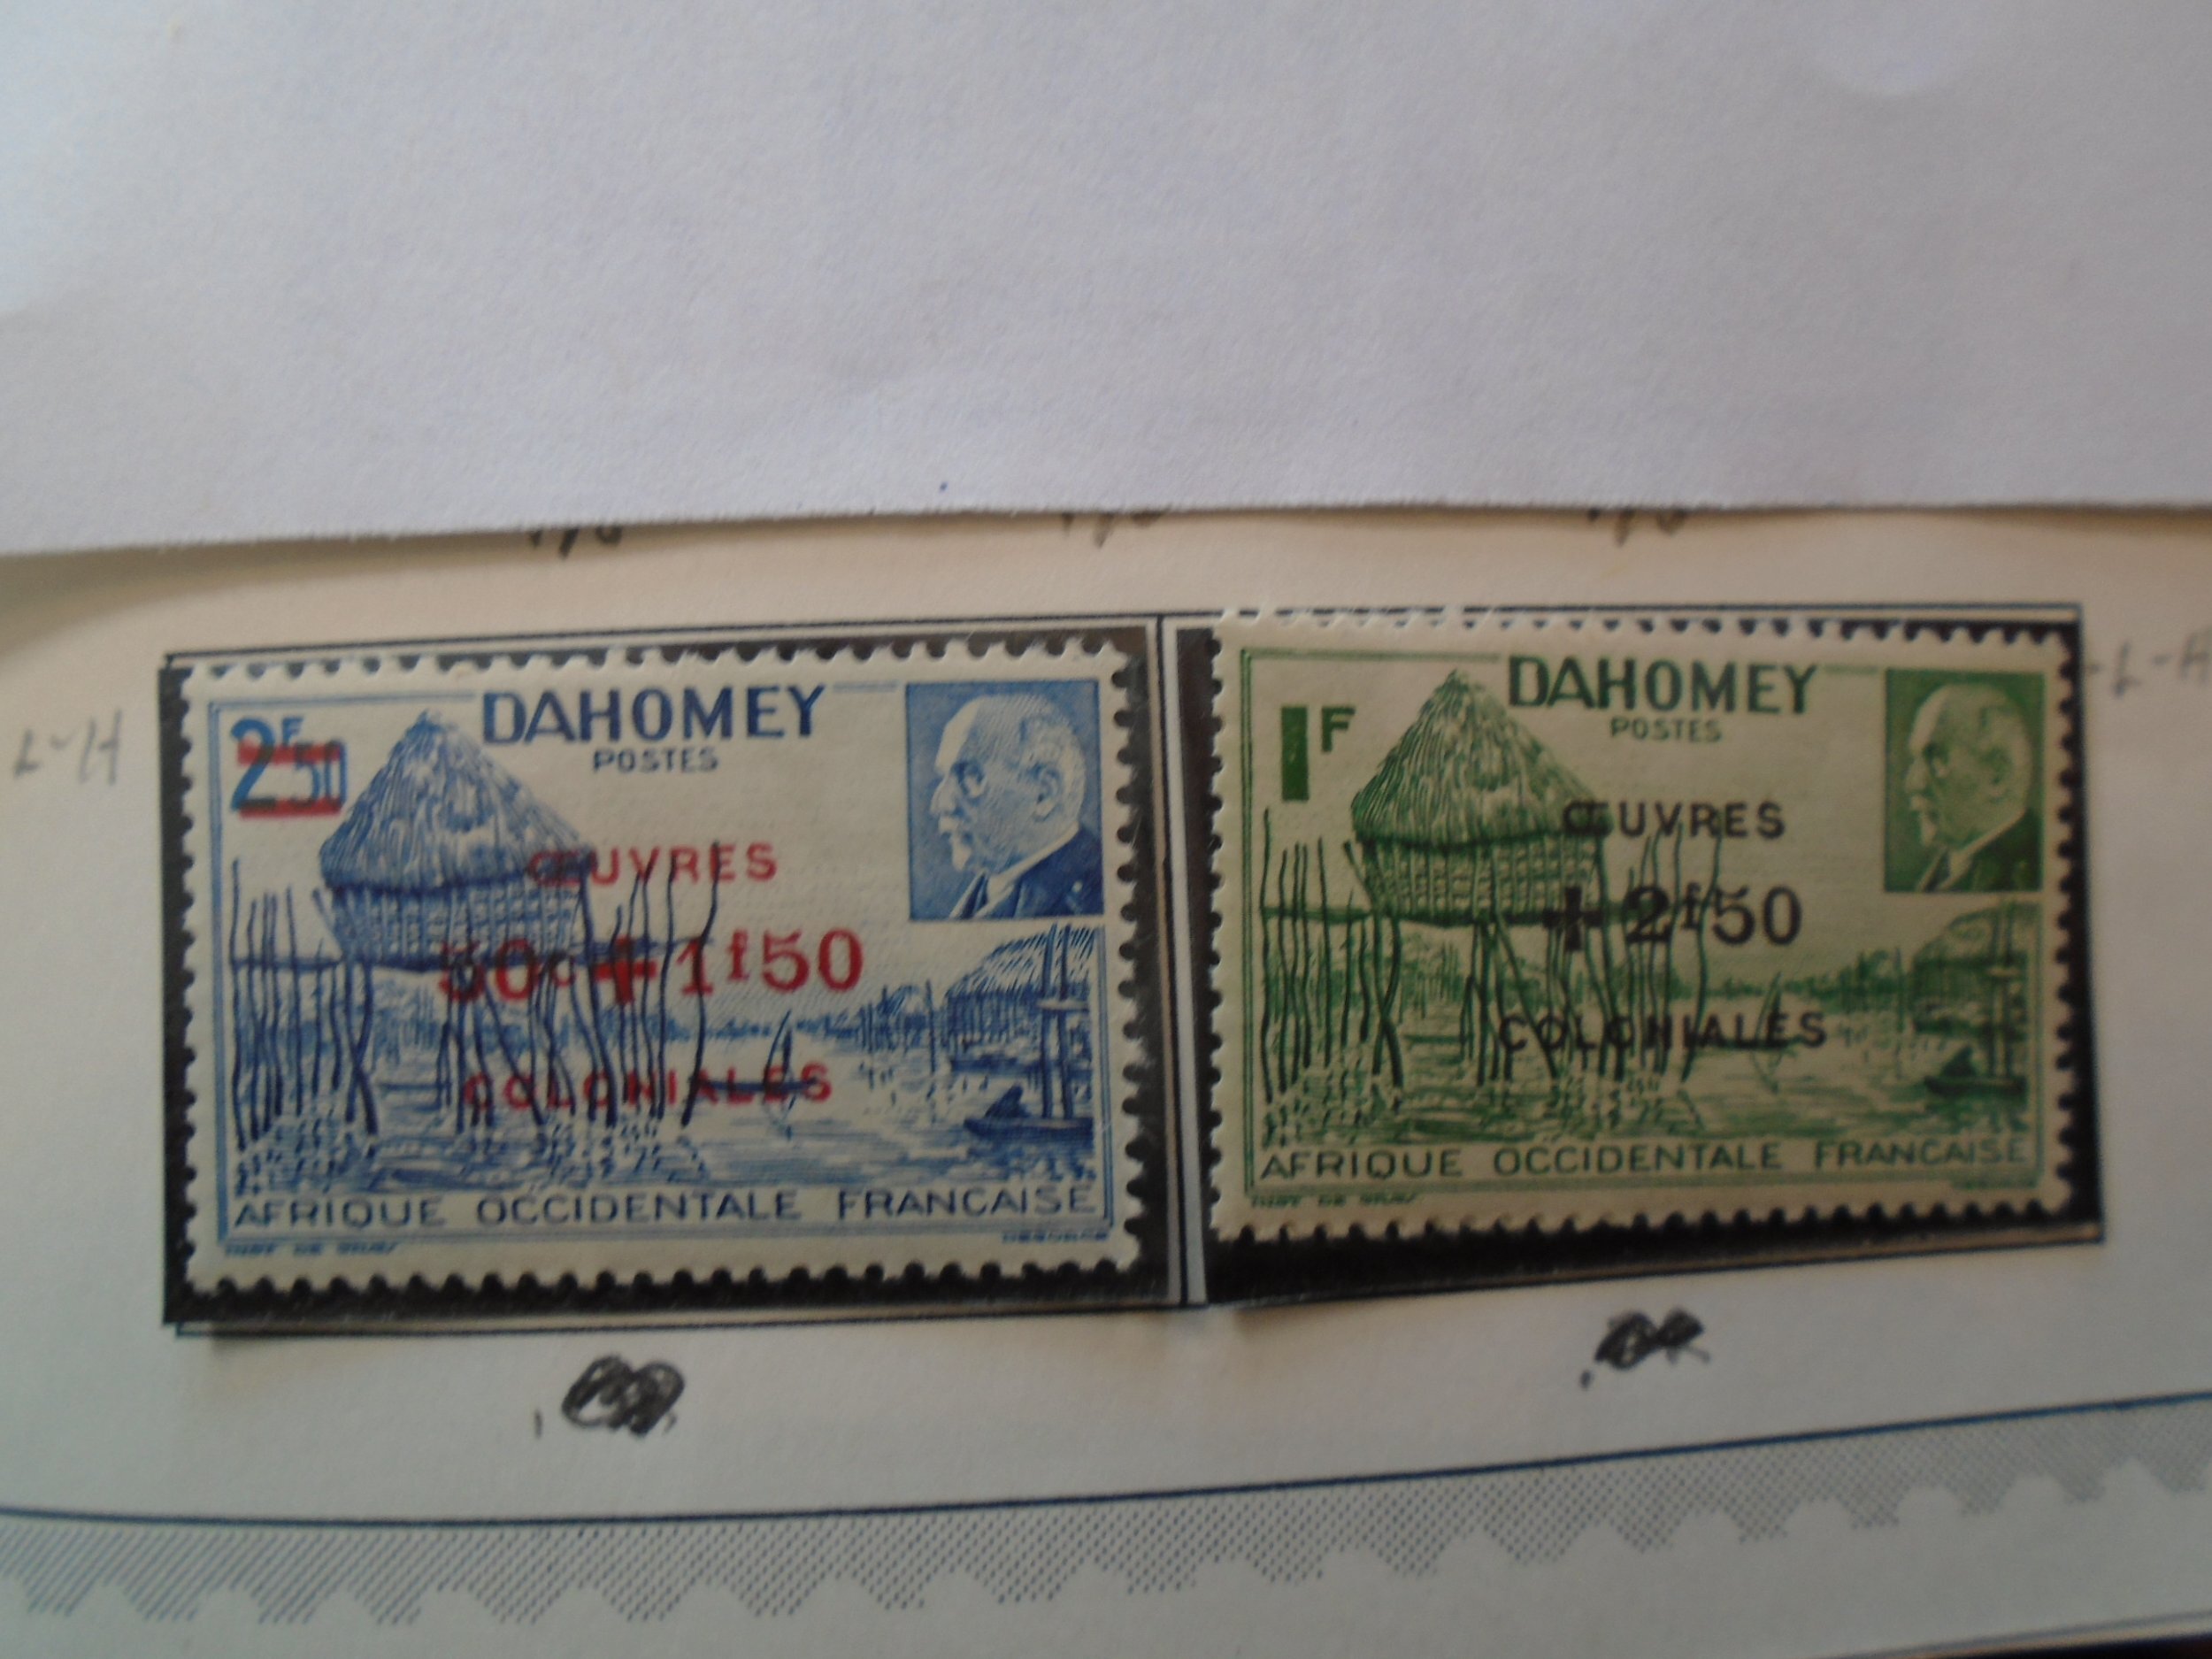 L-H
2F50
DAHOMEY
POSTES
ŒUVRES
50c + 1f50
COLONIALES
AFRIQUE OCCIDENTALE FRANCAISE
1F
DAHOMEY
POSTES
ŒUVRES
+ 2f50
COLONIALES
AFRIQUE OCCIDENTALE FRANCAISE
L-H